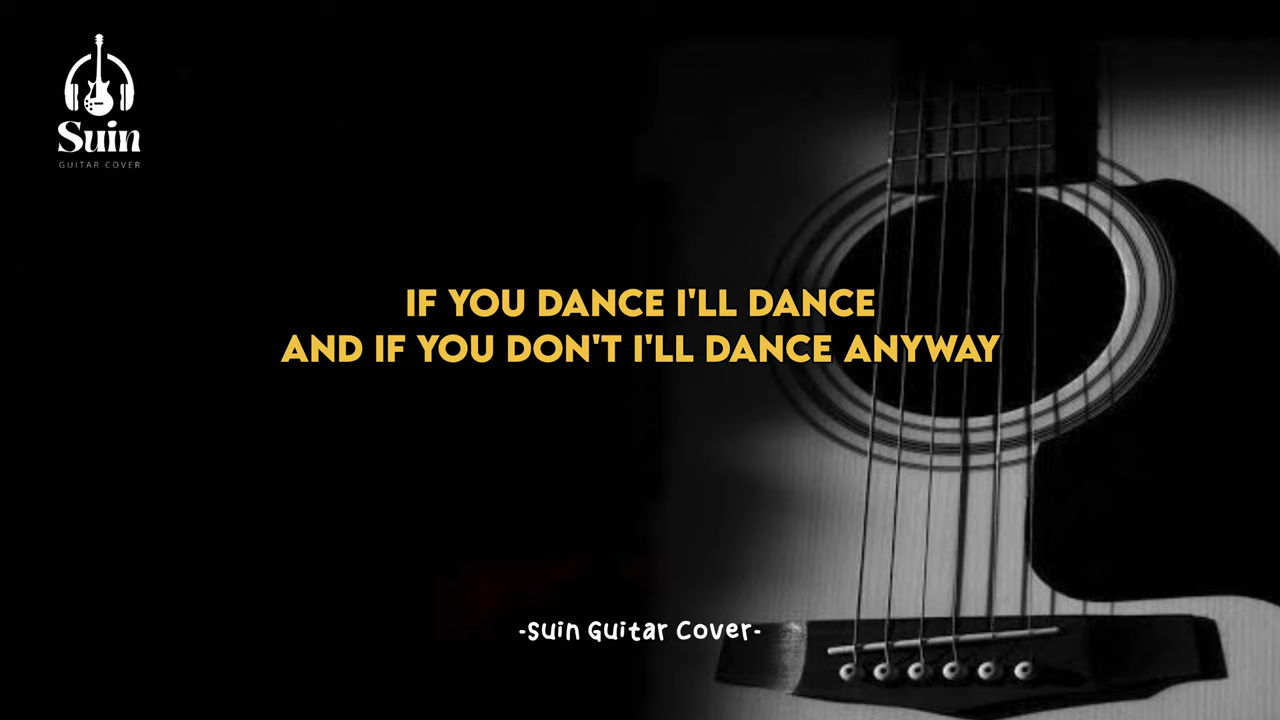 Suin
GUITAR COVER
IF YOU DANCE I'LL DANCE
AND IF YOU DON'T I'LL DANCE ANYWAY
-Suin Guitar Cover-